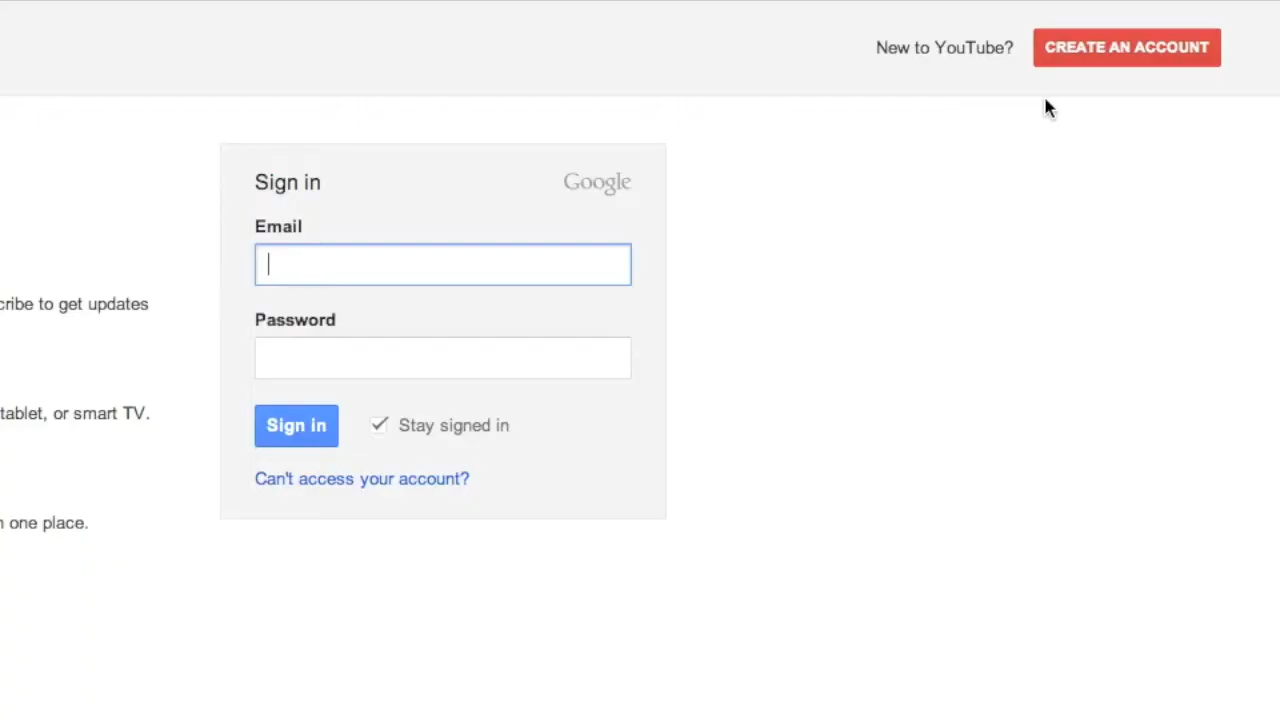 New to YouTube? CREATE AN ACCOUNT
Sign in Google
Email
to get updates
Password
tablet, or smart TV.
Sign in Stay signed in
Can't access your account?
one place.